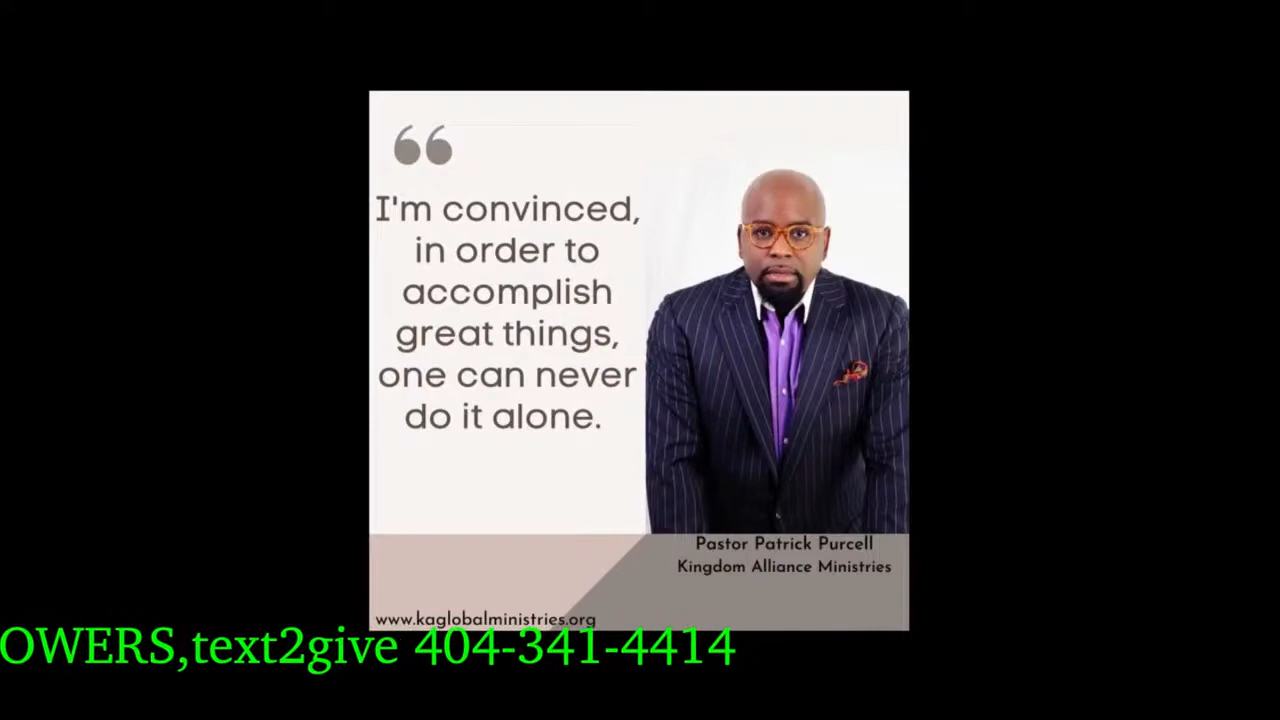 I'm convinced,
in order to
accomplish
great things,
one can never
do it alone.
Pastor Patrick Purcell
Kingdom Alliance Ministries
www.kaglobalministries.org
OWERS,text2give 404-341-4414